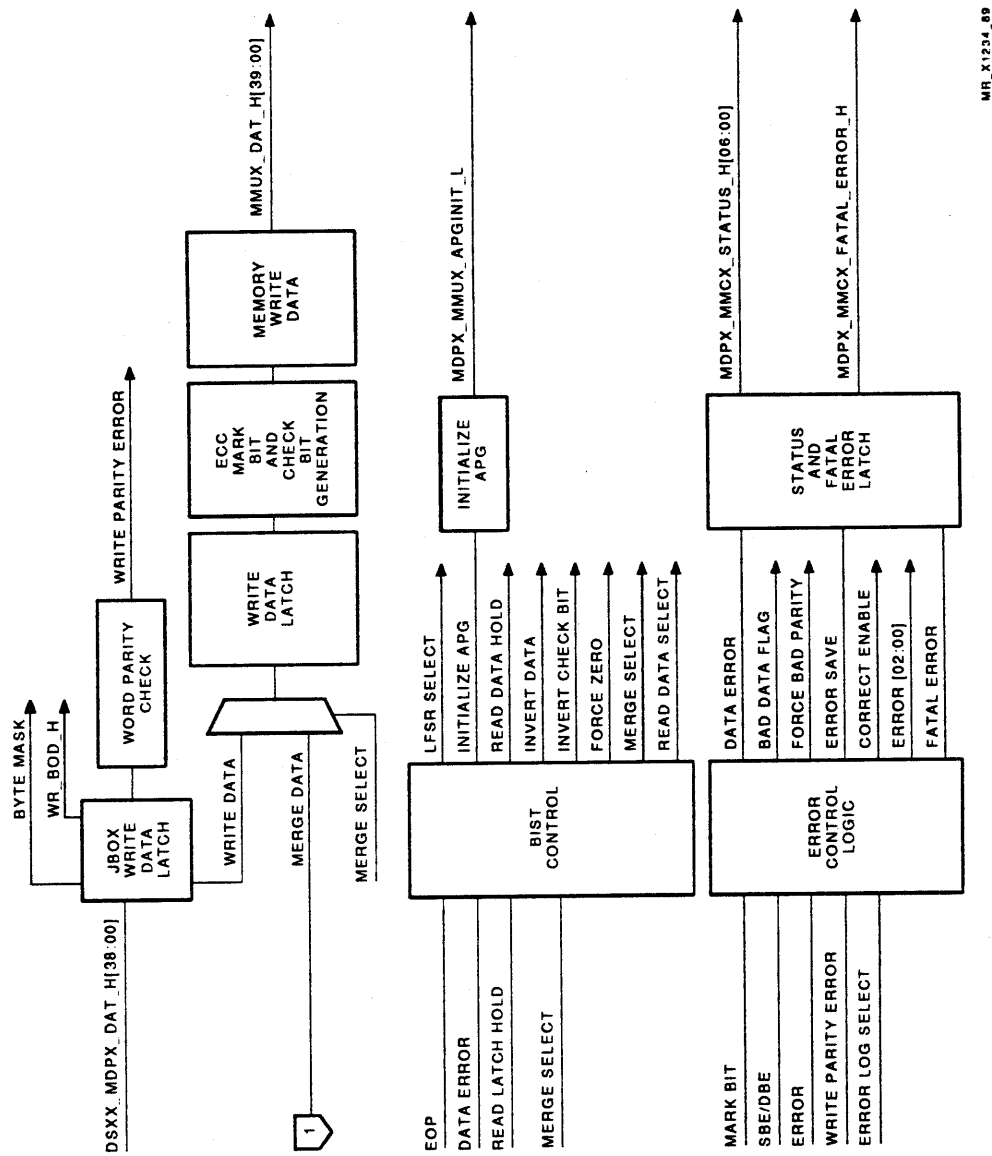 BYTE MASK
WR_BOD_H
DSXX_MDPX_DAT_H[38:00]
JBOX
WRITE
DATA
LATCH
WORD PARITY
CHECK
WRITE PARITY ERROR
WRITE DATA
MERGE DATA
MERGE SELECT
1
WRITE
DATA
LATCH
ECC
MARK
BIT
AND
CHECK
BIT
GENERATION
MEMORY
WRITE
DATA
MMUX_DAT_H[39:00]
EOP
DATA ERROR
READ LATCH HOLD
MERGE SELECT
BIST
CONTROL
LFSR SELECT
INITIALIZE APG
READ DATA HOLD
INVERT DATA
INVERT CHECK BIT
FORCE ZERO
MERGE SELECT
READ DATA SELECT
INITIALIZE
APG
MDPX_MMUX_APGINIT_L
MARK BIT
SBE/DBE
ERROR
WRITE PARITY ERROR
ERROR LOG SELECT
ERROR
CONTROL
LOGIC
DATA ERROR
BAD DATA FLAG
FORCE BAD PARITY
ERROR SAVE
CORRECT ENABLE
ERROR [02:00]
FATAL ERROR
STATUS
AND
FATAL
ERROR
LATCH
MDPX_MMCX_STATUS_H[06:00]
MDPX_MMCX_FATAL_ERROR_H
MR_X1234_89